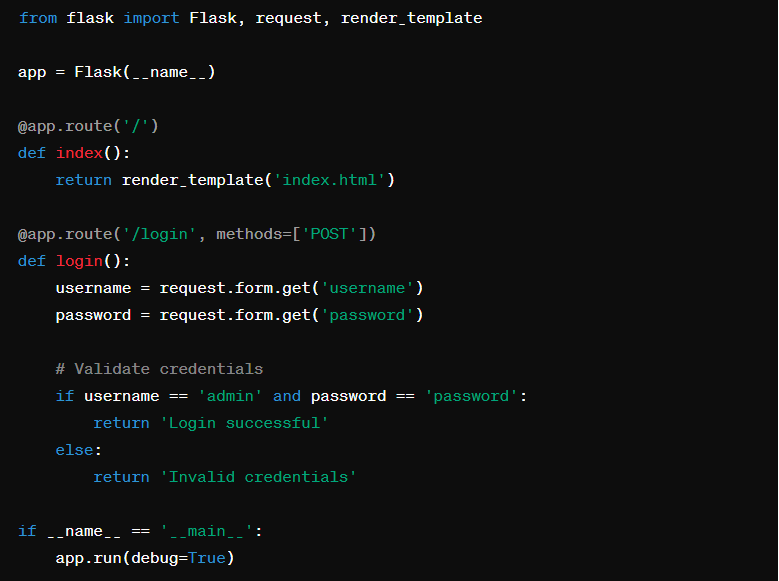 from flask import Flask, request, render_template
app = Flask(__name__)
@app.route('/')
def index():
    return render_template('index.html')
@app.route('/login', methods=['POST'])
def login():
    username = request.form.get('username')
    password = request.form.get('password')
    # Validate credentials
    if username == 'admin' and password == 'password':
        return 'Login successful'
    else:
        return 'Invalid credentials'
if __name__ == '__main__':
    app.run(debug=True)